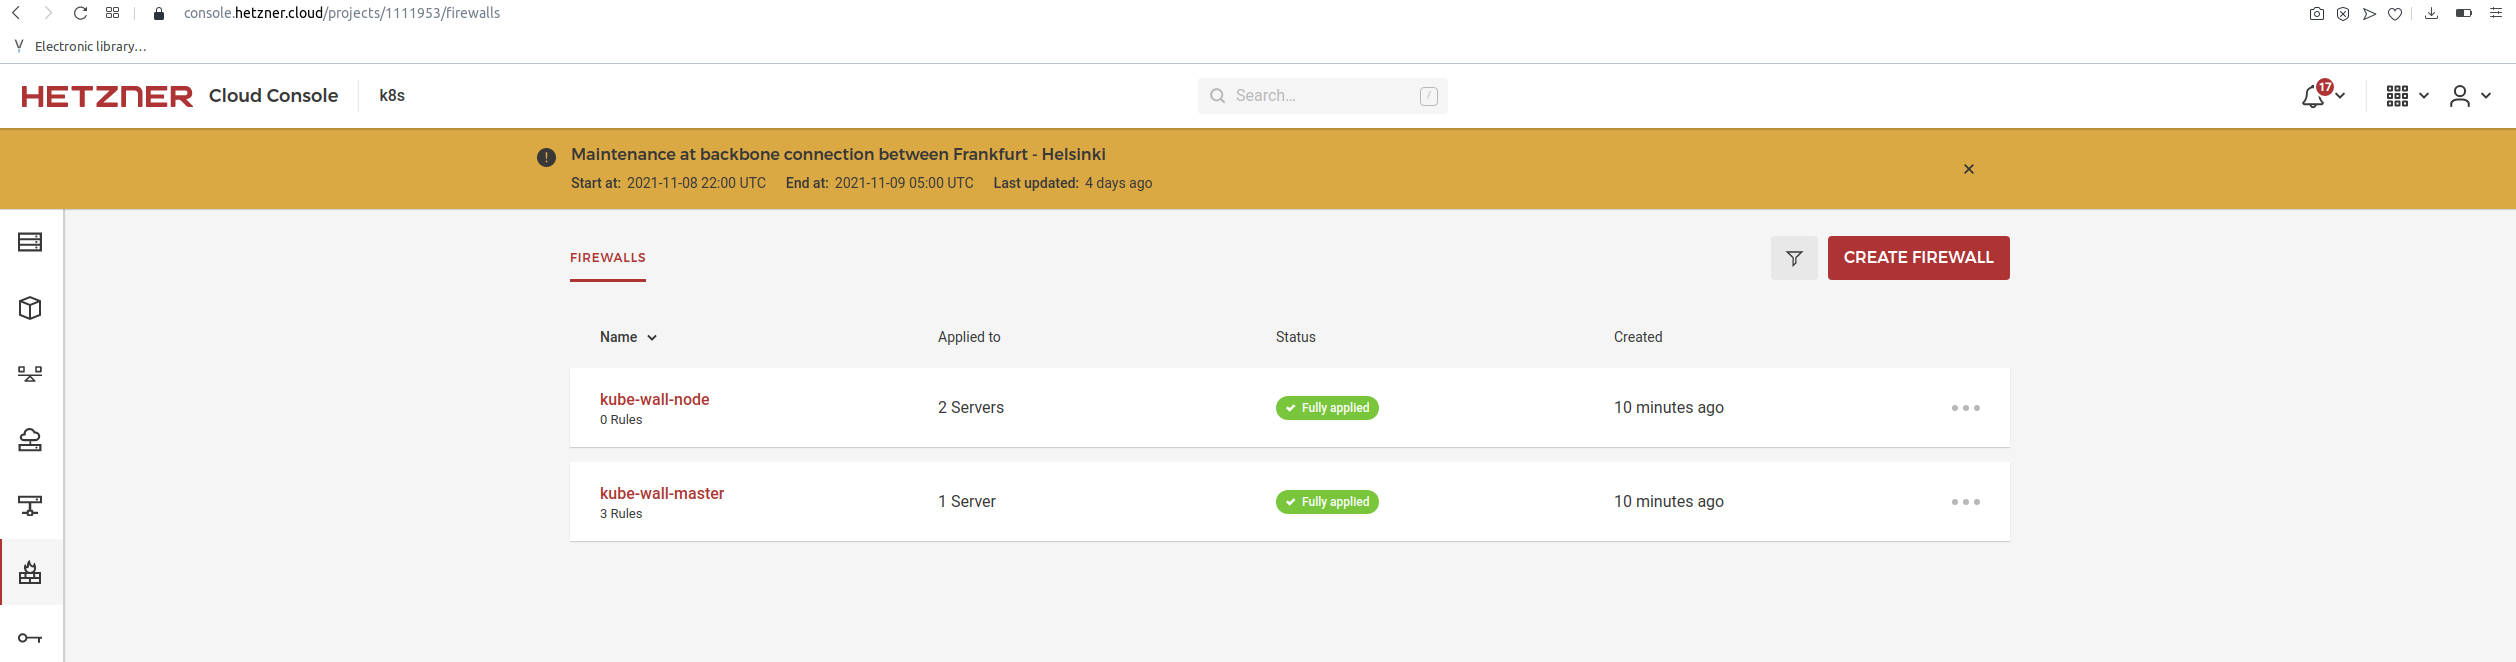 console.hetzner.cloud/projects/1111953/firewalls
Electronic library...
HETZNER Cloud Console k8s Search... / 17
! Maintenance at backbone connection between Frankfurt - Helsinki
Start at: 2021-11-08 22:00 UTC End at: 2021-11-09 05:00 UTC Last updated: 4 days ago
FIREWALLS CREATE FIREWALL
Name Applied to Status Created
kube-wall-node 2 Servers Fully applied 10 minutes ago
0 Rules
kube-wall-master 1 Server Fully applied 10 minutes ago
3 Rules